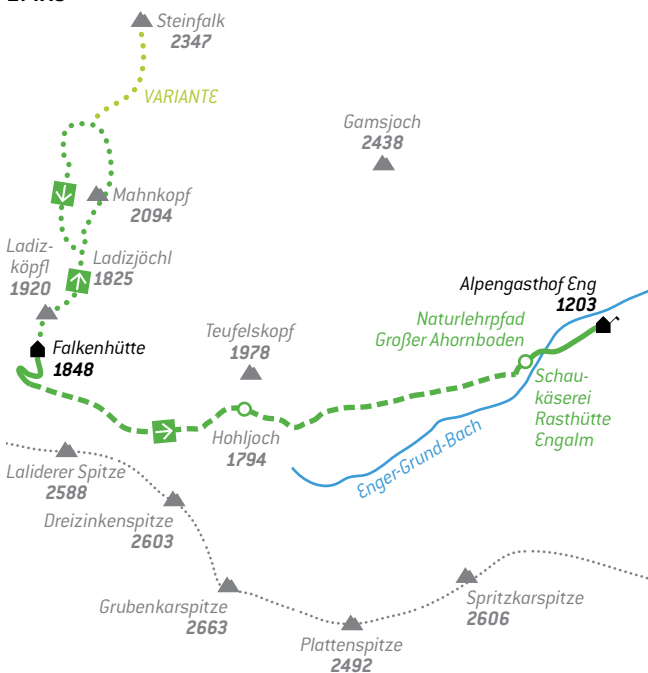 Steinfalk
2347
VARIANTE
Gamsjoch
2438
Mahnkopf
2094
Ladiz-
köpfl
1920
Ladizjöchl
1825
Alpengasthof Eng
1203
Naturlehrpfad
Großer Ahornboden
Teufelskopf
1978
Falkenhütte
1848
Schau-
käserei
Rasthütte
Engalm
Hohljoch
1794
Enger-Grund-Bach
Laliderer Spitze
2588
Dreizinkenspitze
2603
Grubenkarspitze
2663
Spritzkarspitze
2606
Plattenspitze
2492